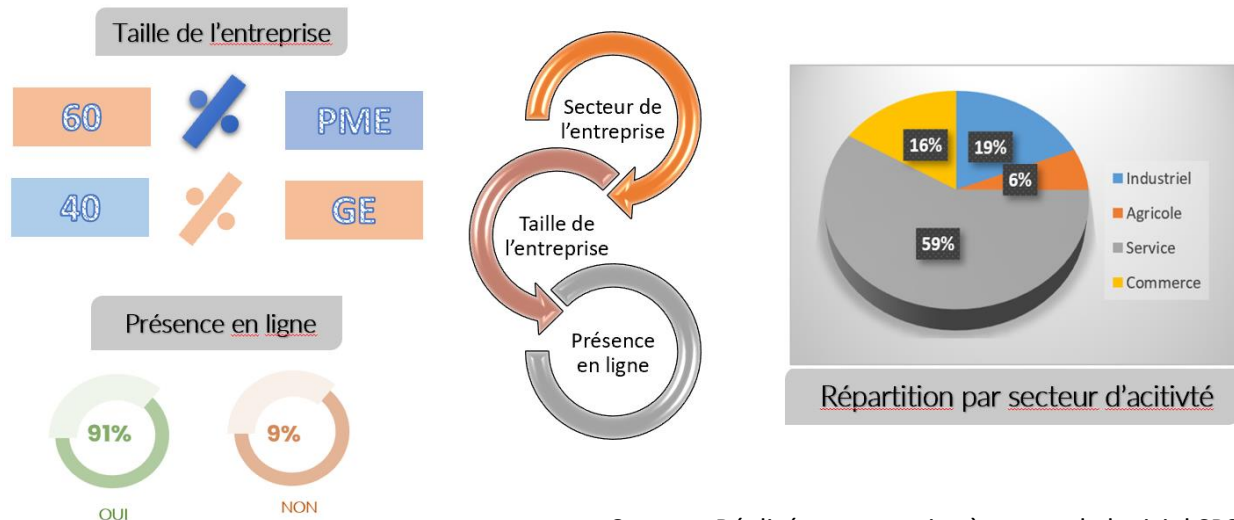 Taille de l'entreprise
60 % PME
40 % GE
Présence en ligne
91%
OUI
9%
NON
Secteur de
l'entreprise
Taille de
l'entreprise
Présence
en ligne
16%
19%
6%
59%
Industriel
Agricole
Service
Commerce
Répartition par secteur d'acitivté